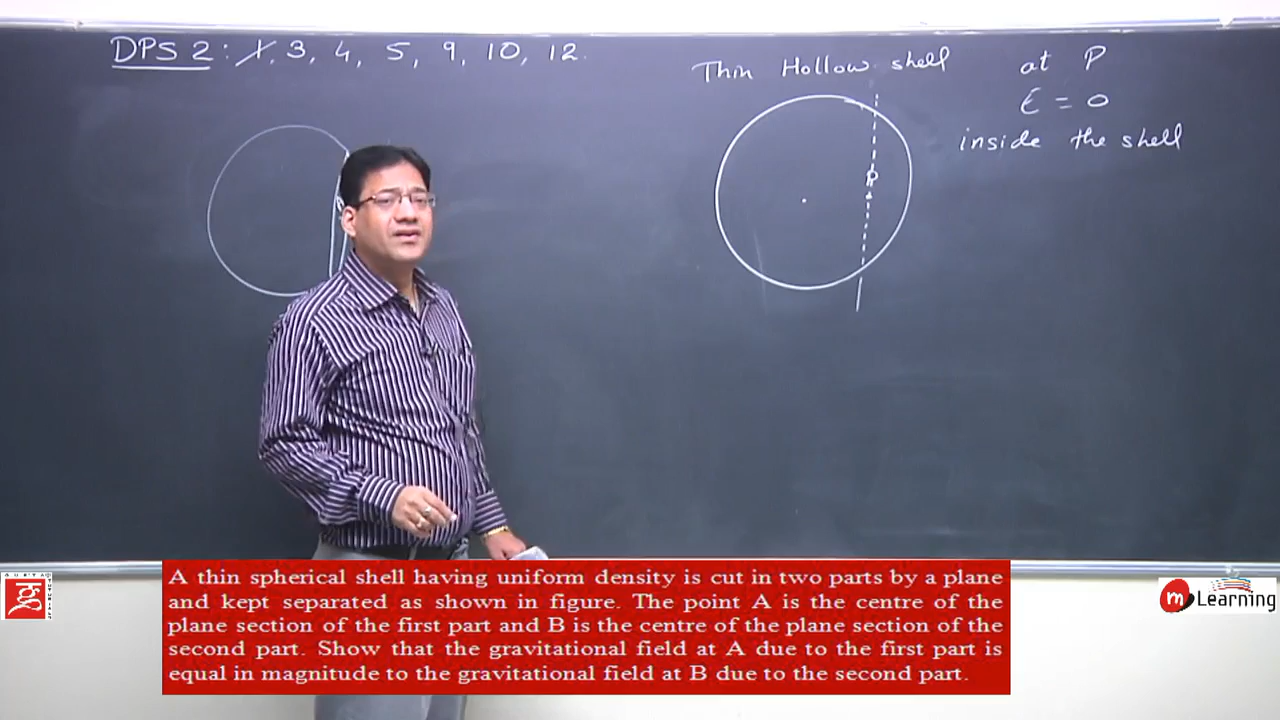 DPS 2 : 1, 3, 4, 5, 9, 10, 12.
Thin Hollow shell
at P
E = 0
inside the shell
P
A thin spherical shell having uniform density is cut in two parts by a plane
and kept separated as shown in figure. The point A is the centre of the
plane section of the first part and B is the centre of the plane section of the
second part. Show that the gravitational field at A due to the first part is
equal in magnitude to the gravitational field at B due to the second part.
m Learning